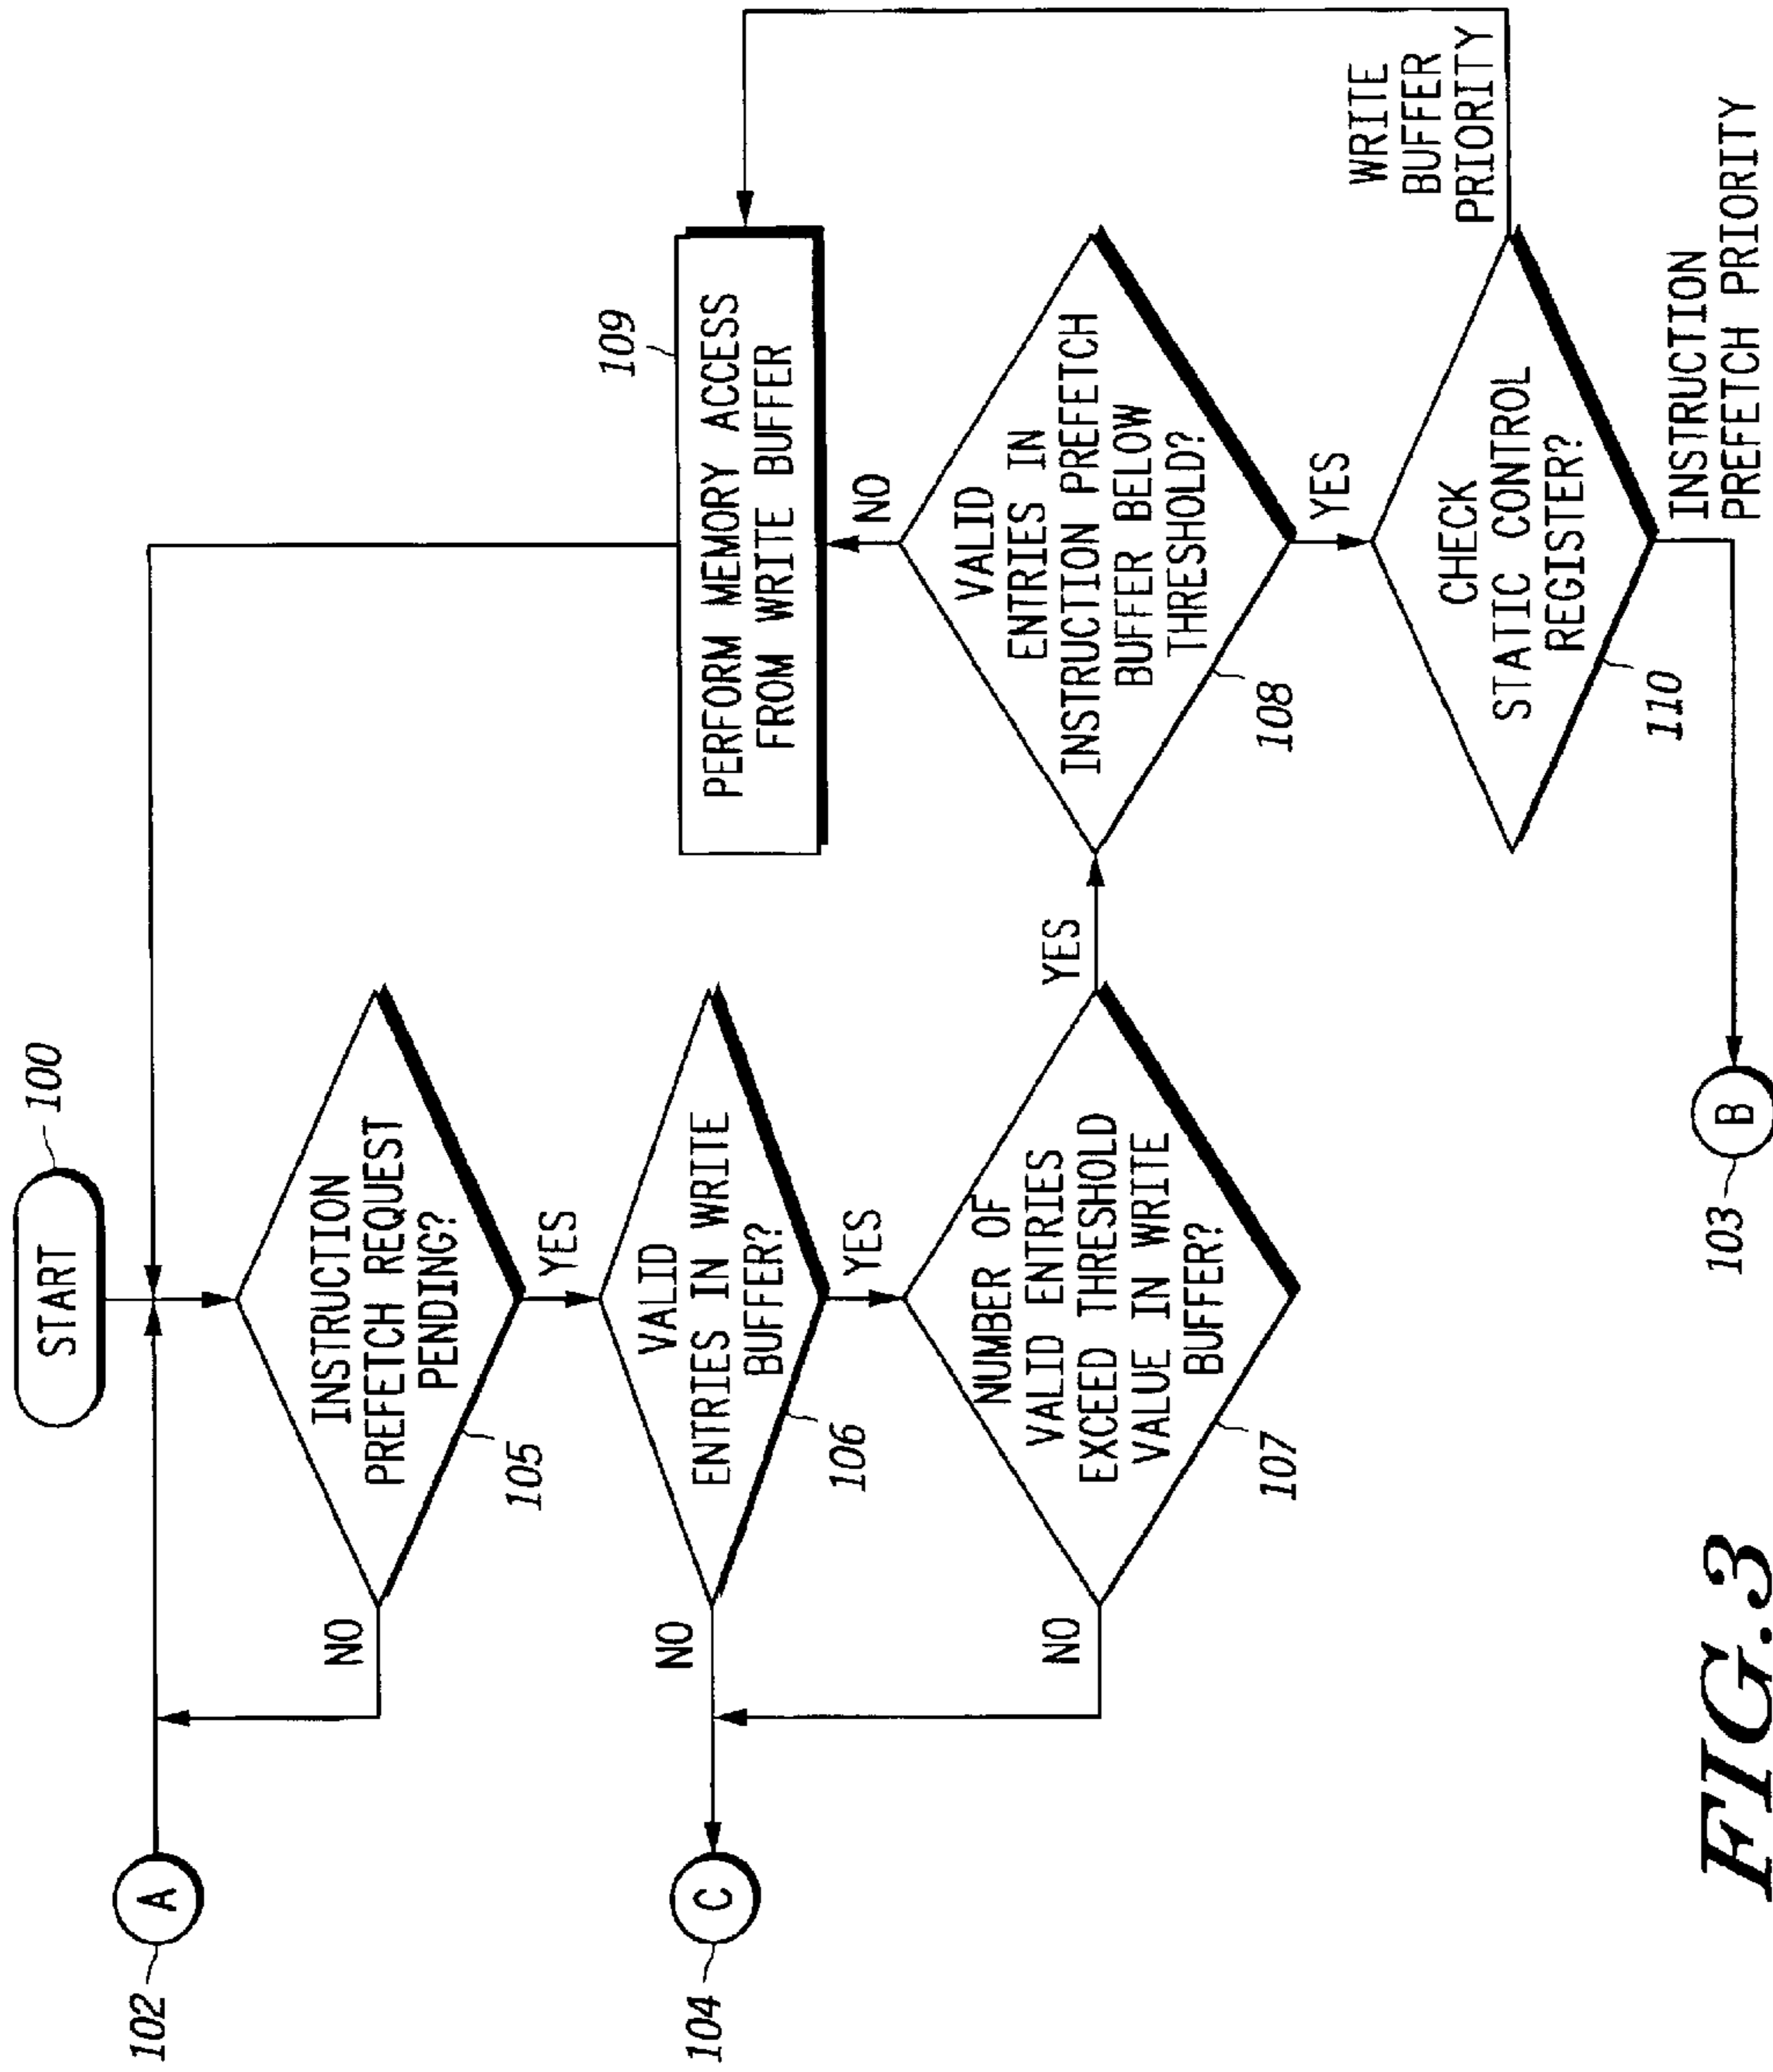 START
100
A
102
INSTRUCTION
PREFETCH REQUEST
PENDING?
105
NO
YES
VALID
ENTRIES IN WRITE
BUFFER?
106
NO
YES
C
104
NUMBER OF
VALID ENTRIES
EXCEED THRESHOLD
VALUE IN WRITE
BUFFER?
107
NO
YES
PERFORM MEMORY ACCESS
FROM WRITE BUFFER
109
NO
VALID
ENTRIES IN
INSTRUCTION PREFETCH
BUFFER BELOW
THRESHOLD?
108
YES
CHECK
STATIC CONTROL
REGISTER?
110
WRITE
BUFFER
PRIORITY
INSTRUCTION
PREFETCH PRIORITY
B
103
FIG.3